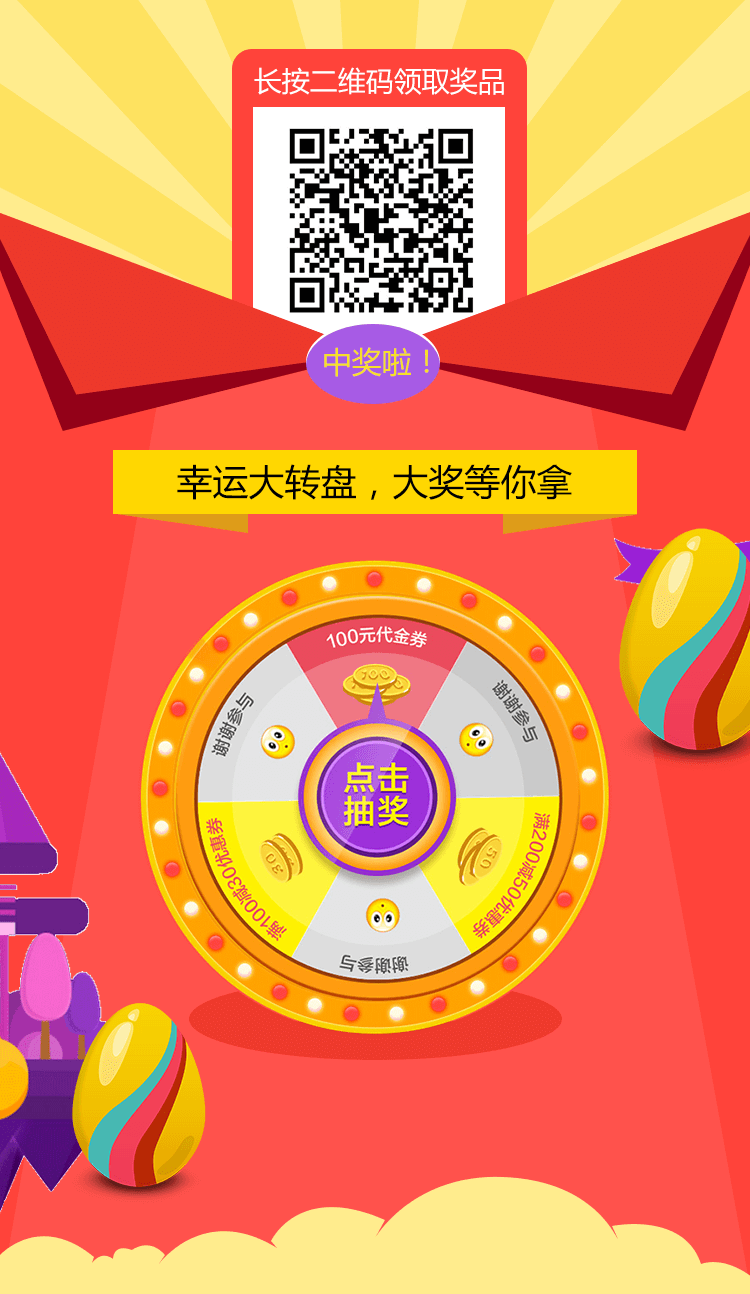 长按二维码领取奖品
中奖啦！
幸运大转盘，大奖等你拿
100元代金券
100
谢谢参与
谢谢参与
点击
抽奖
满100减30优惠券
30
满200减50优惠券
50
谢谢参与